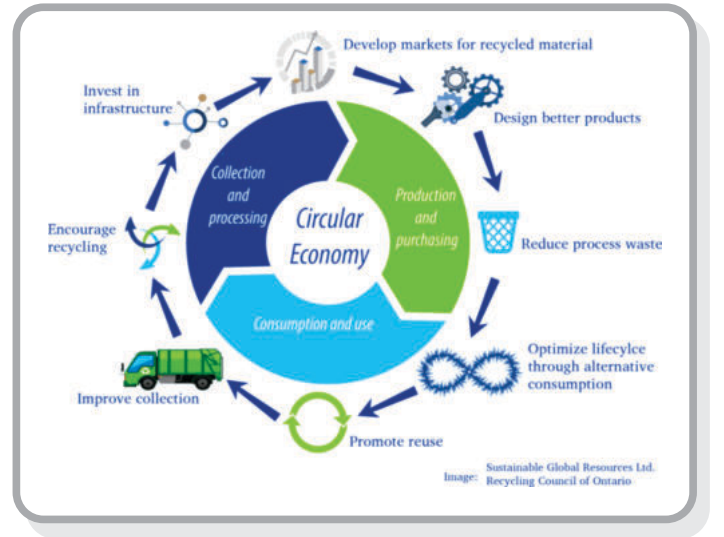 Develop markets for recycled material
Invest in
infrastructure
Design better products
Collection
and
processing
Production
and
purchasing
Circular
Economy
Encourage
recycling
Reduce process waste
Consumption and use
Optimize lifecylce
through alternative
consumption
Improve collection
Promote reuse
Image:
Sustainable Global Resources Ltd.
Recycling Council of Ontario